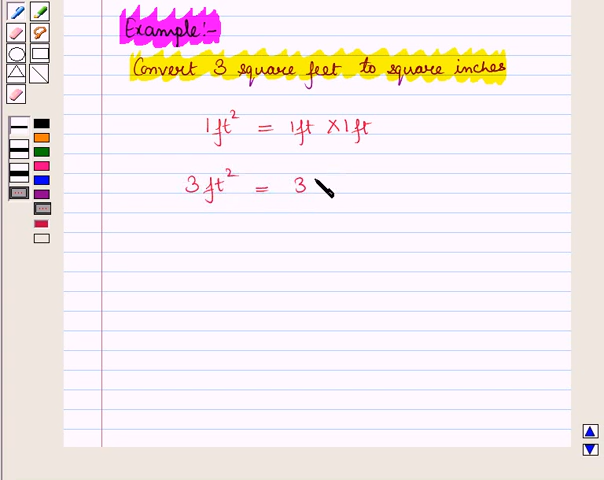 Example:-
Convert 3 square feet to square inches
1ft² = 1ft × 1ft
3ft² = 3